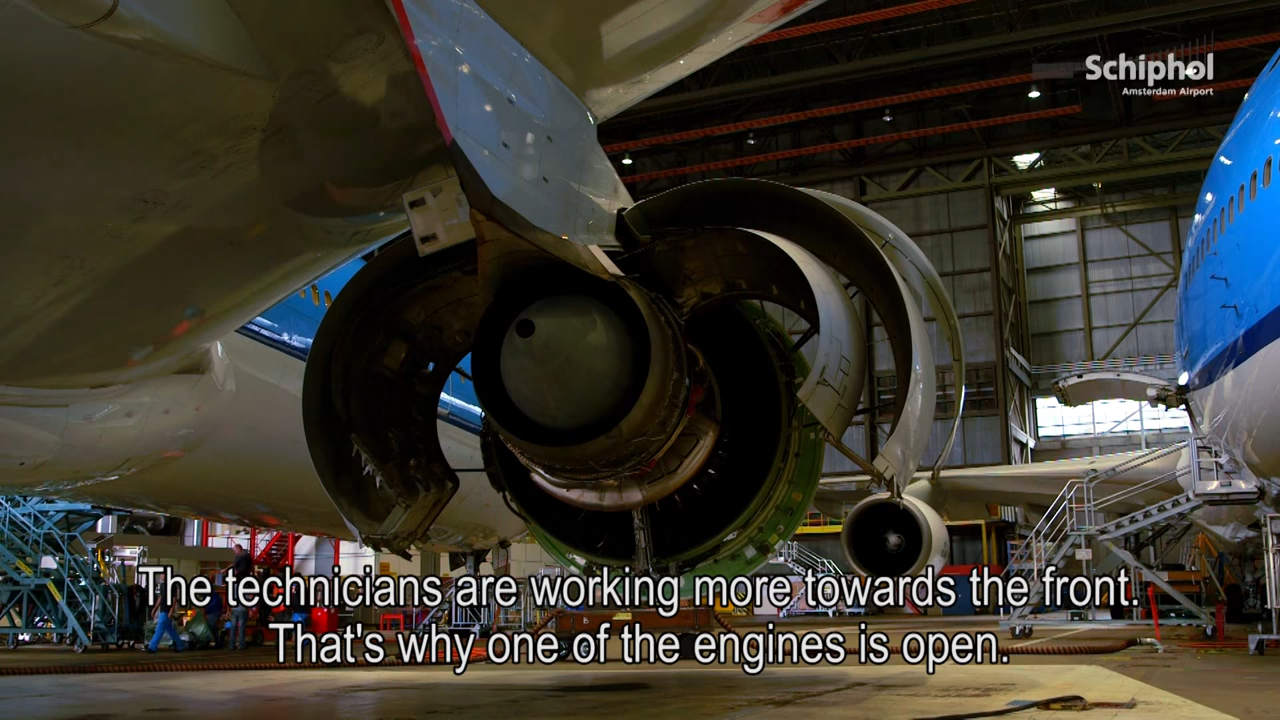 Schiphol
Amsterdam Airport
The technicians are working more towards the front.
That's why one of the engines is open.